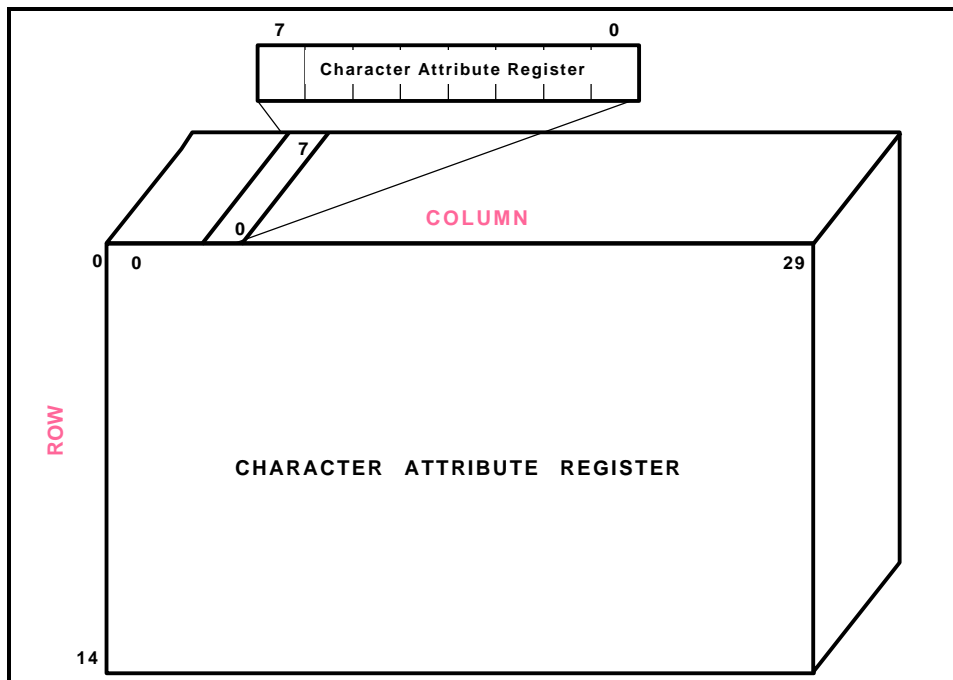 7 0
Character Attribute Register
7
0
COLUMN
0 0 29
ROW
CHARACTER ATTRIBUTE REGISTER
14